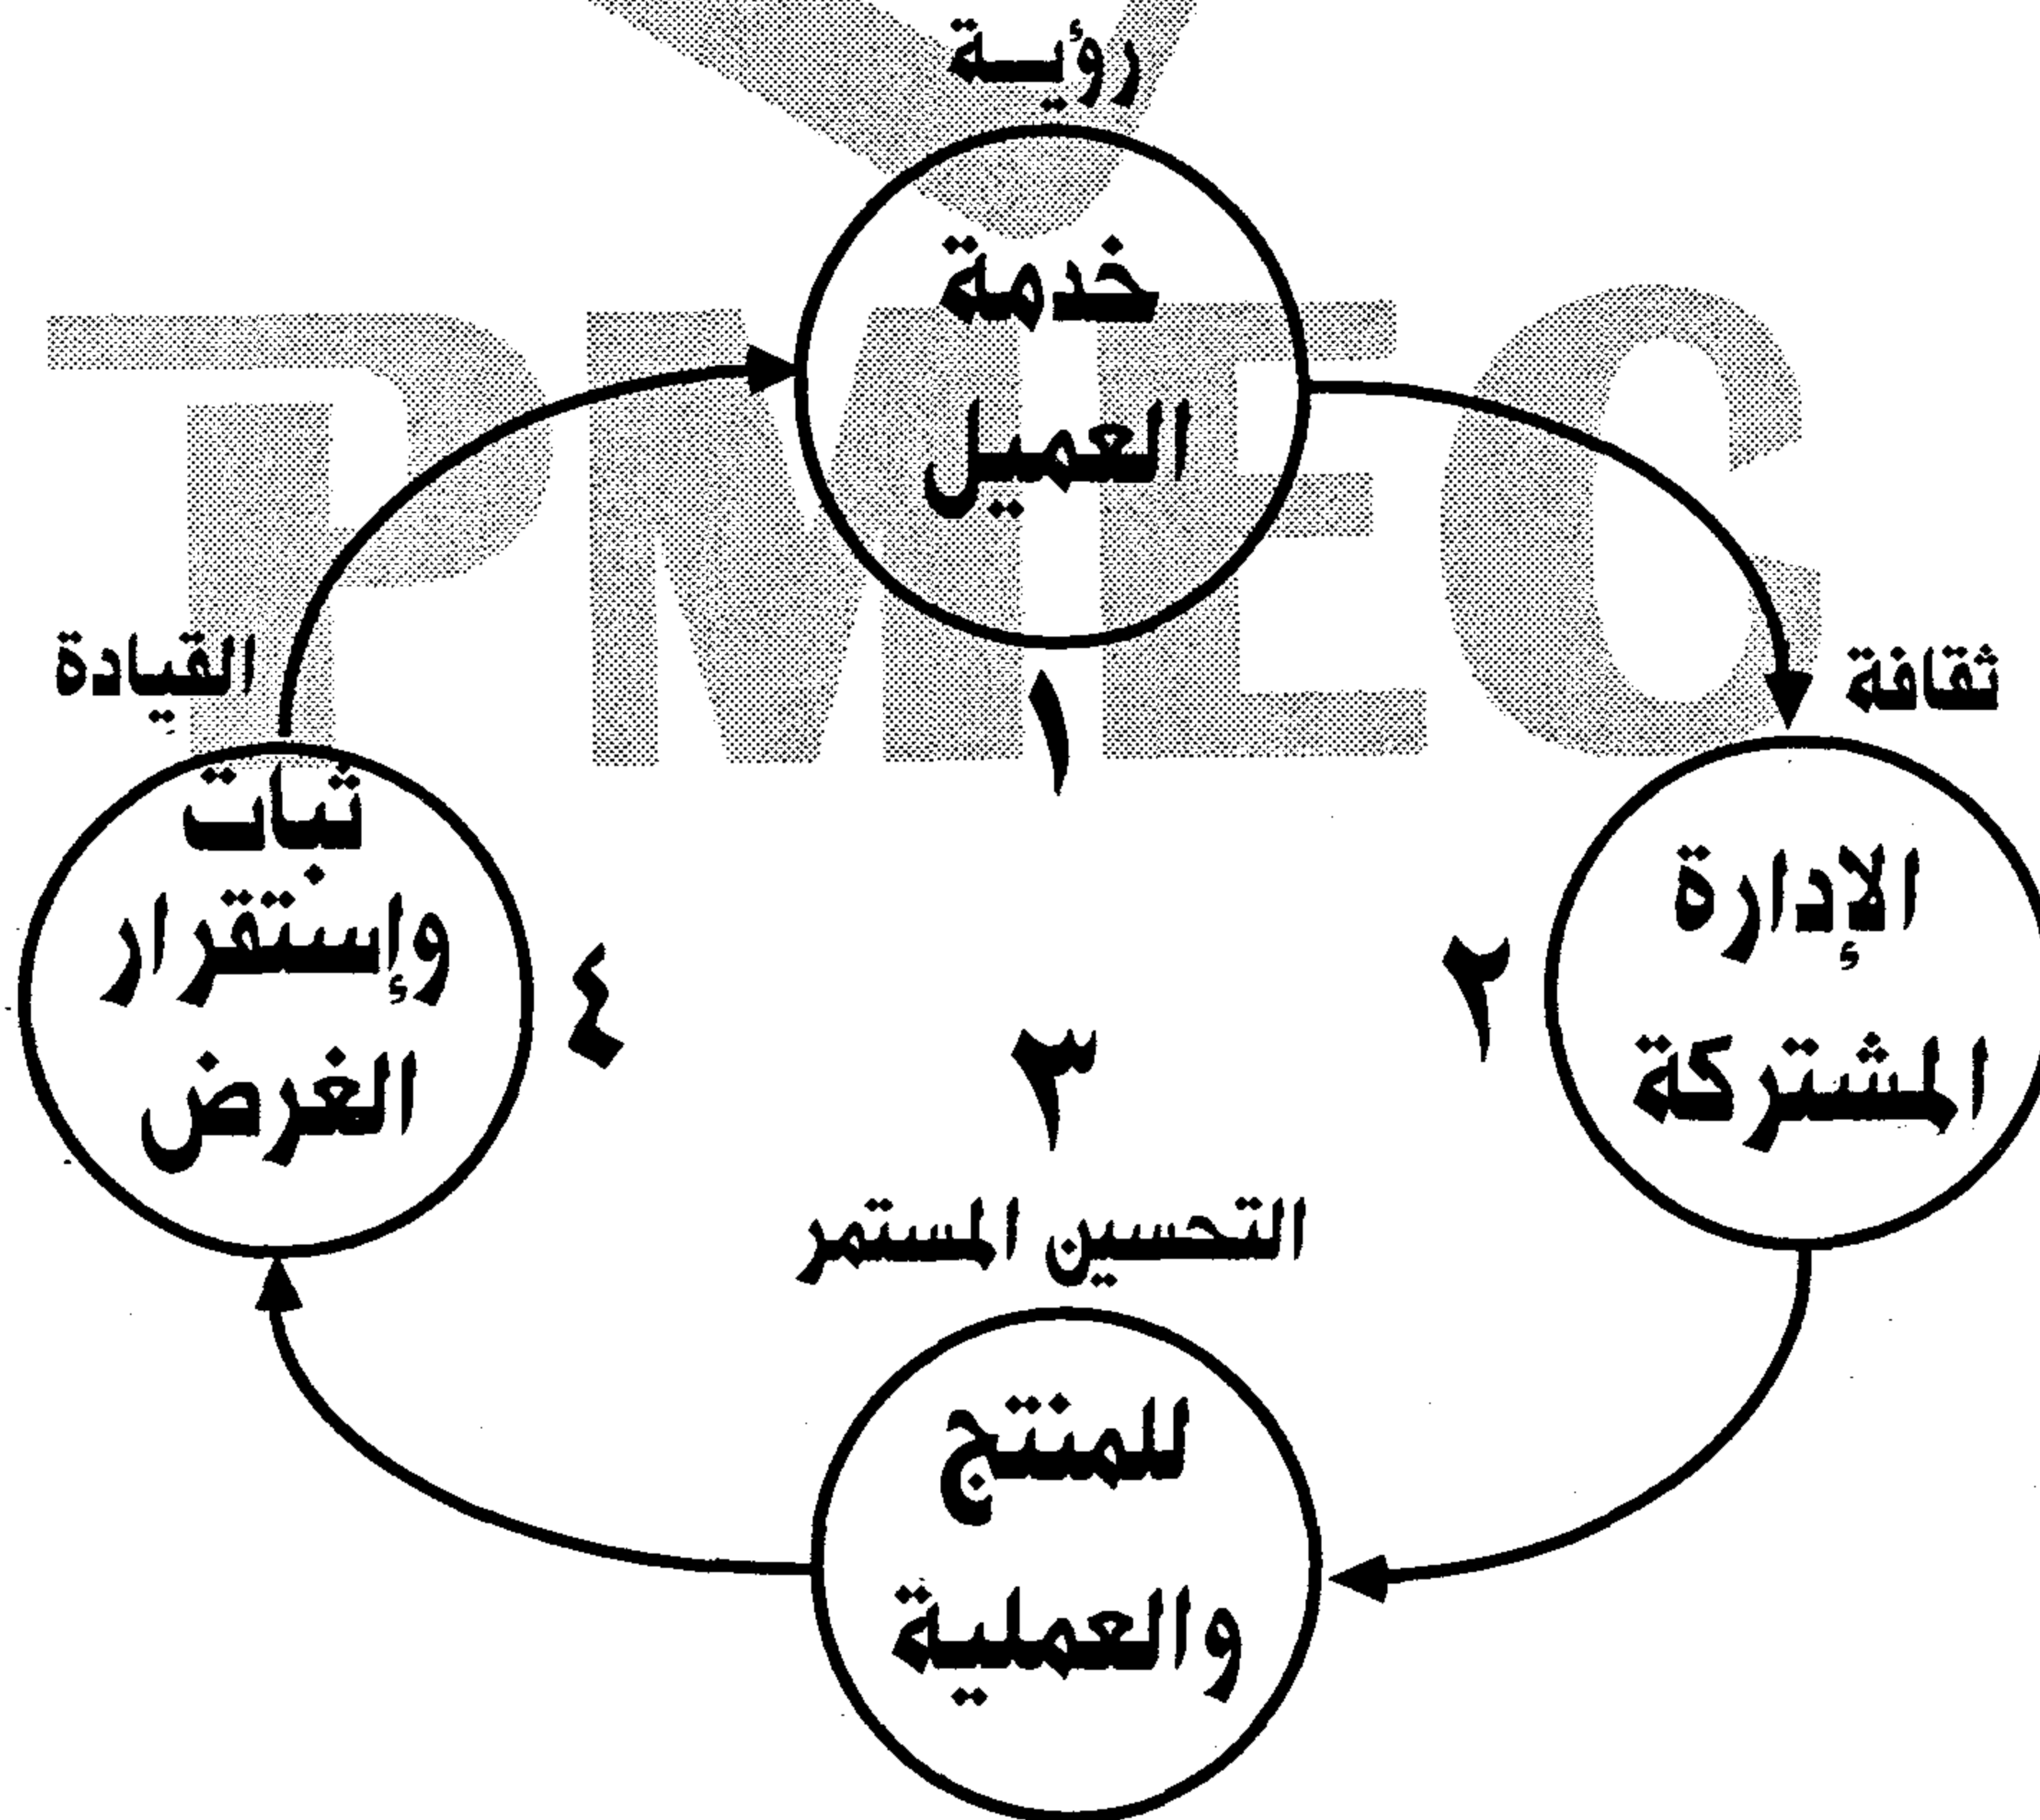 رؤية
خدمة
العميل
١
ثقافة
الإدارة
المشتركة
٢
٣
التحسين المستمر
للمنتج
والعملية
القيادة
ثبات
وإستقرار
الغرض
٤
PMEC